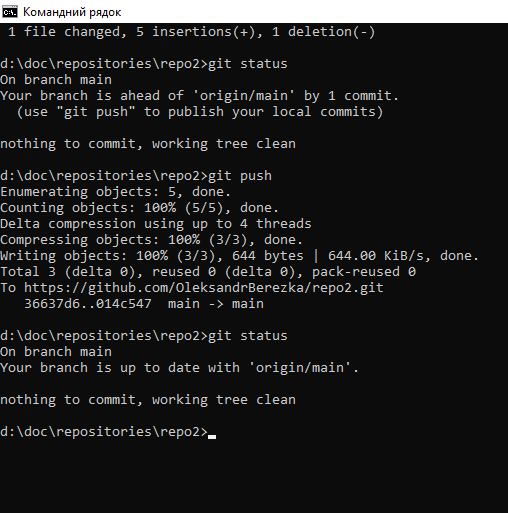 Командний рядок
1 file changed, 5 insertions(+), 1 deletion(-)
d:\doc\repositories\repo2>git status
On branch main
Your branch is ahead of 'origin/main' by 1 commit.
(use "git push" to publish your local commits)
nothing to commit, working tree clean
d:\doc\repositories\repo2>git push
Enumerating objects: 5, done.
Counting objects: 100% (5/5), done.
Delta compression using up to 4 threads
Compressing objects: 100% (3/3), done.
Writing objects: 100% (3/3), 644 bytes | 644.00 KiB/s, done.
Total 3 (delta 0), reused 0 (delta 0), pack-reused 0
To https://github.com/OleksandrBerezka/repo2.git
36637d6..014c547  main -> main
d:\doc\repositories\repo2>git status
On branch main
Your branch is up to date with 'origin/main'.
nothing to commit, working tree clean
d:\doc\repositories\repo2>